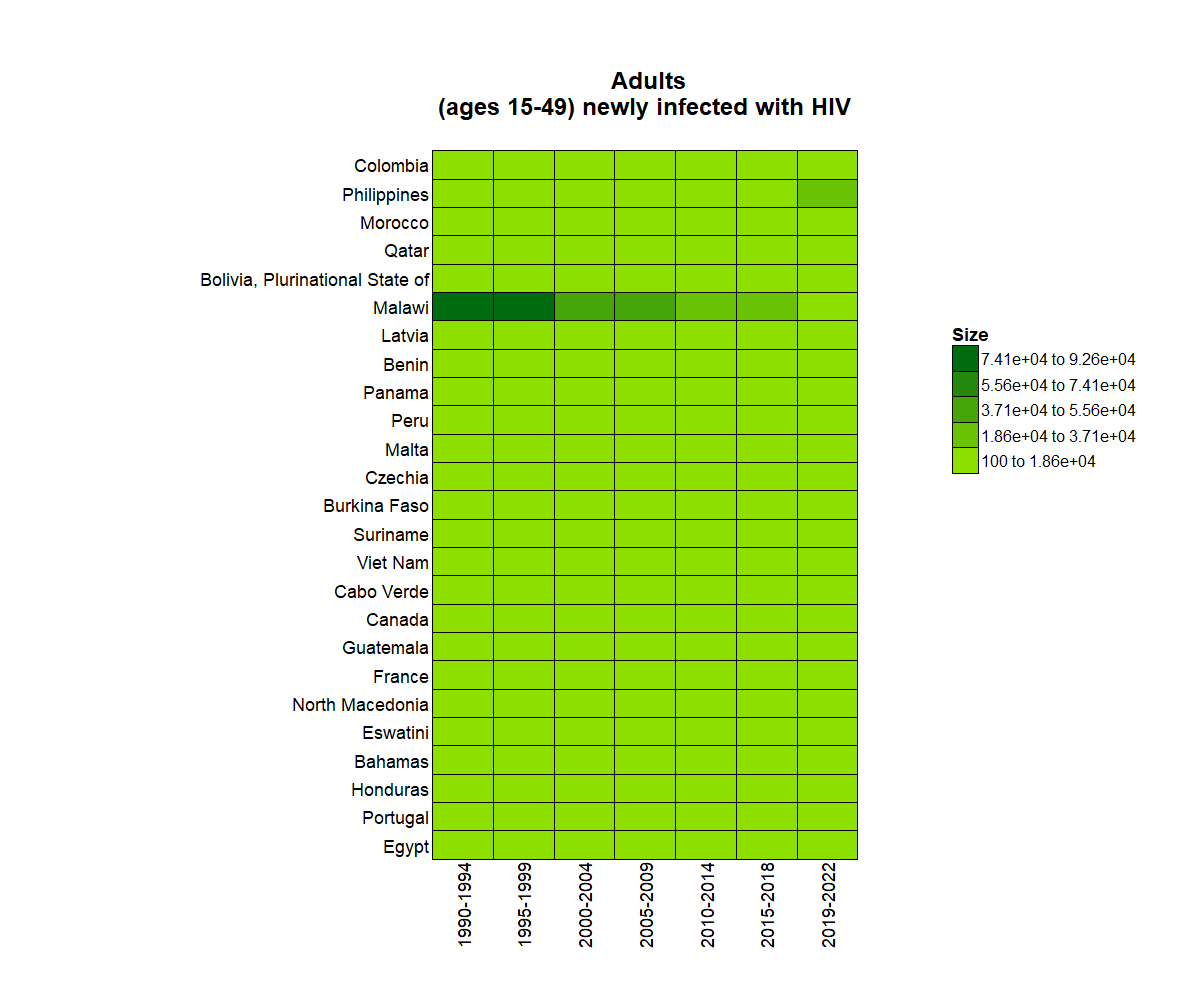 Adults
(ages 15-49) newly infected with HIV
Colombia
Philippines
Morocco
Qatar
Bolivia, Plurinational State of
Malawi
Latvia
Benin
Panama
Peru
Malta
Czechia
Burkina Faso
Suriname
Viet Nam
Cabo Verde
Canada
Guatemala
France
North Macedonia
Eswatini
Bahamas
Honduras
Portugal
Egypt
1990-1994
1995-1999
2000-2004
2005-2009
2010-2014
2015-2018
2019-2022
Size
7.41e+04 to 9.26e+04
5.56e+04 to 7.41e+04
3.71e+04 to 5.56e+04
1.86e+04 to 3.71e+04
100 to 1.86e+04